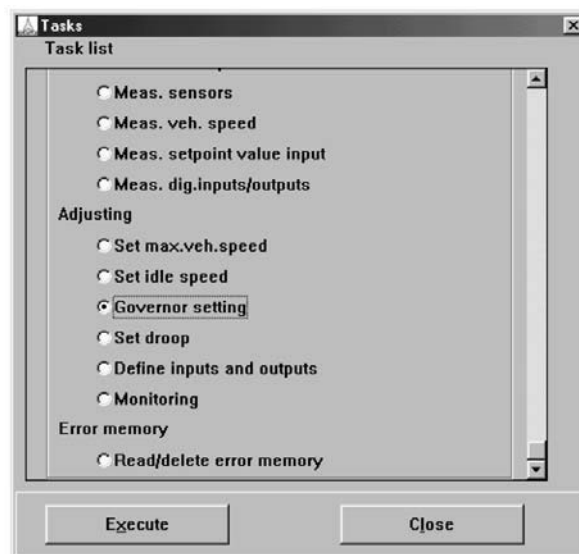 Tasks
Task list
Meas. sensors
Meas. veh. speed
Meas. setpoint value input
Meas. dig.inputs/outputs
Adjusting
Set max.veh.speed
Set idle speed
Governor setting
Set droop
Define inputs and outputs
Monitoring
Error memory
Read/delete error memory
Execute Close